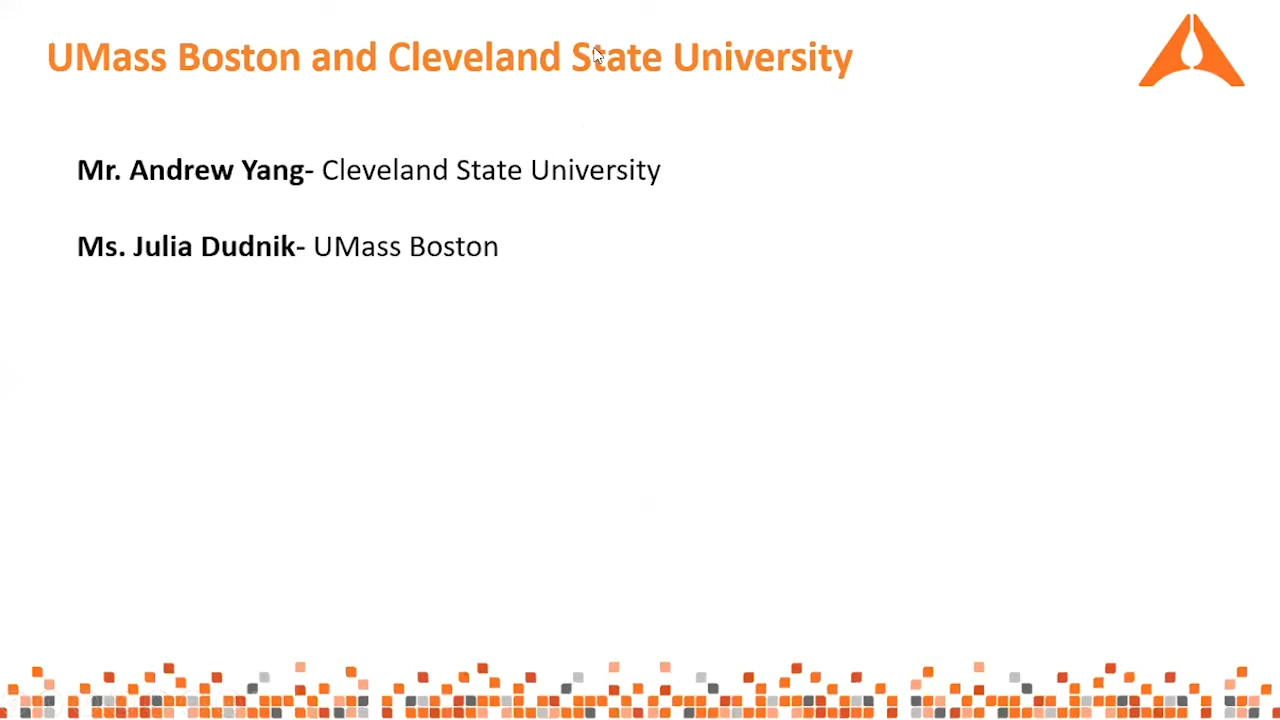 UMass Boston and Cleveland State University
Mr. Andrew Yang- Cleveland State University
Ms. Julia Dudnik- UMass Boston